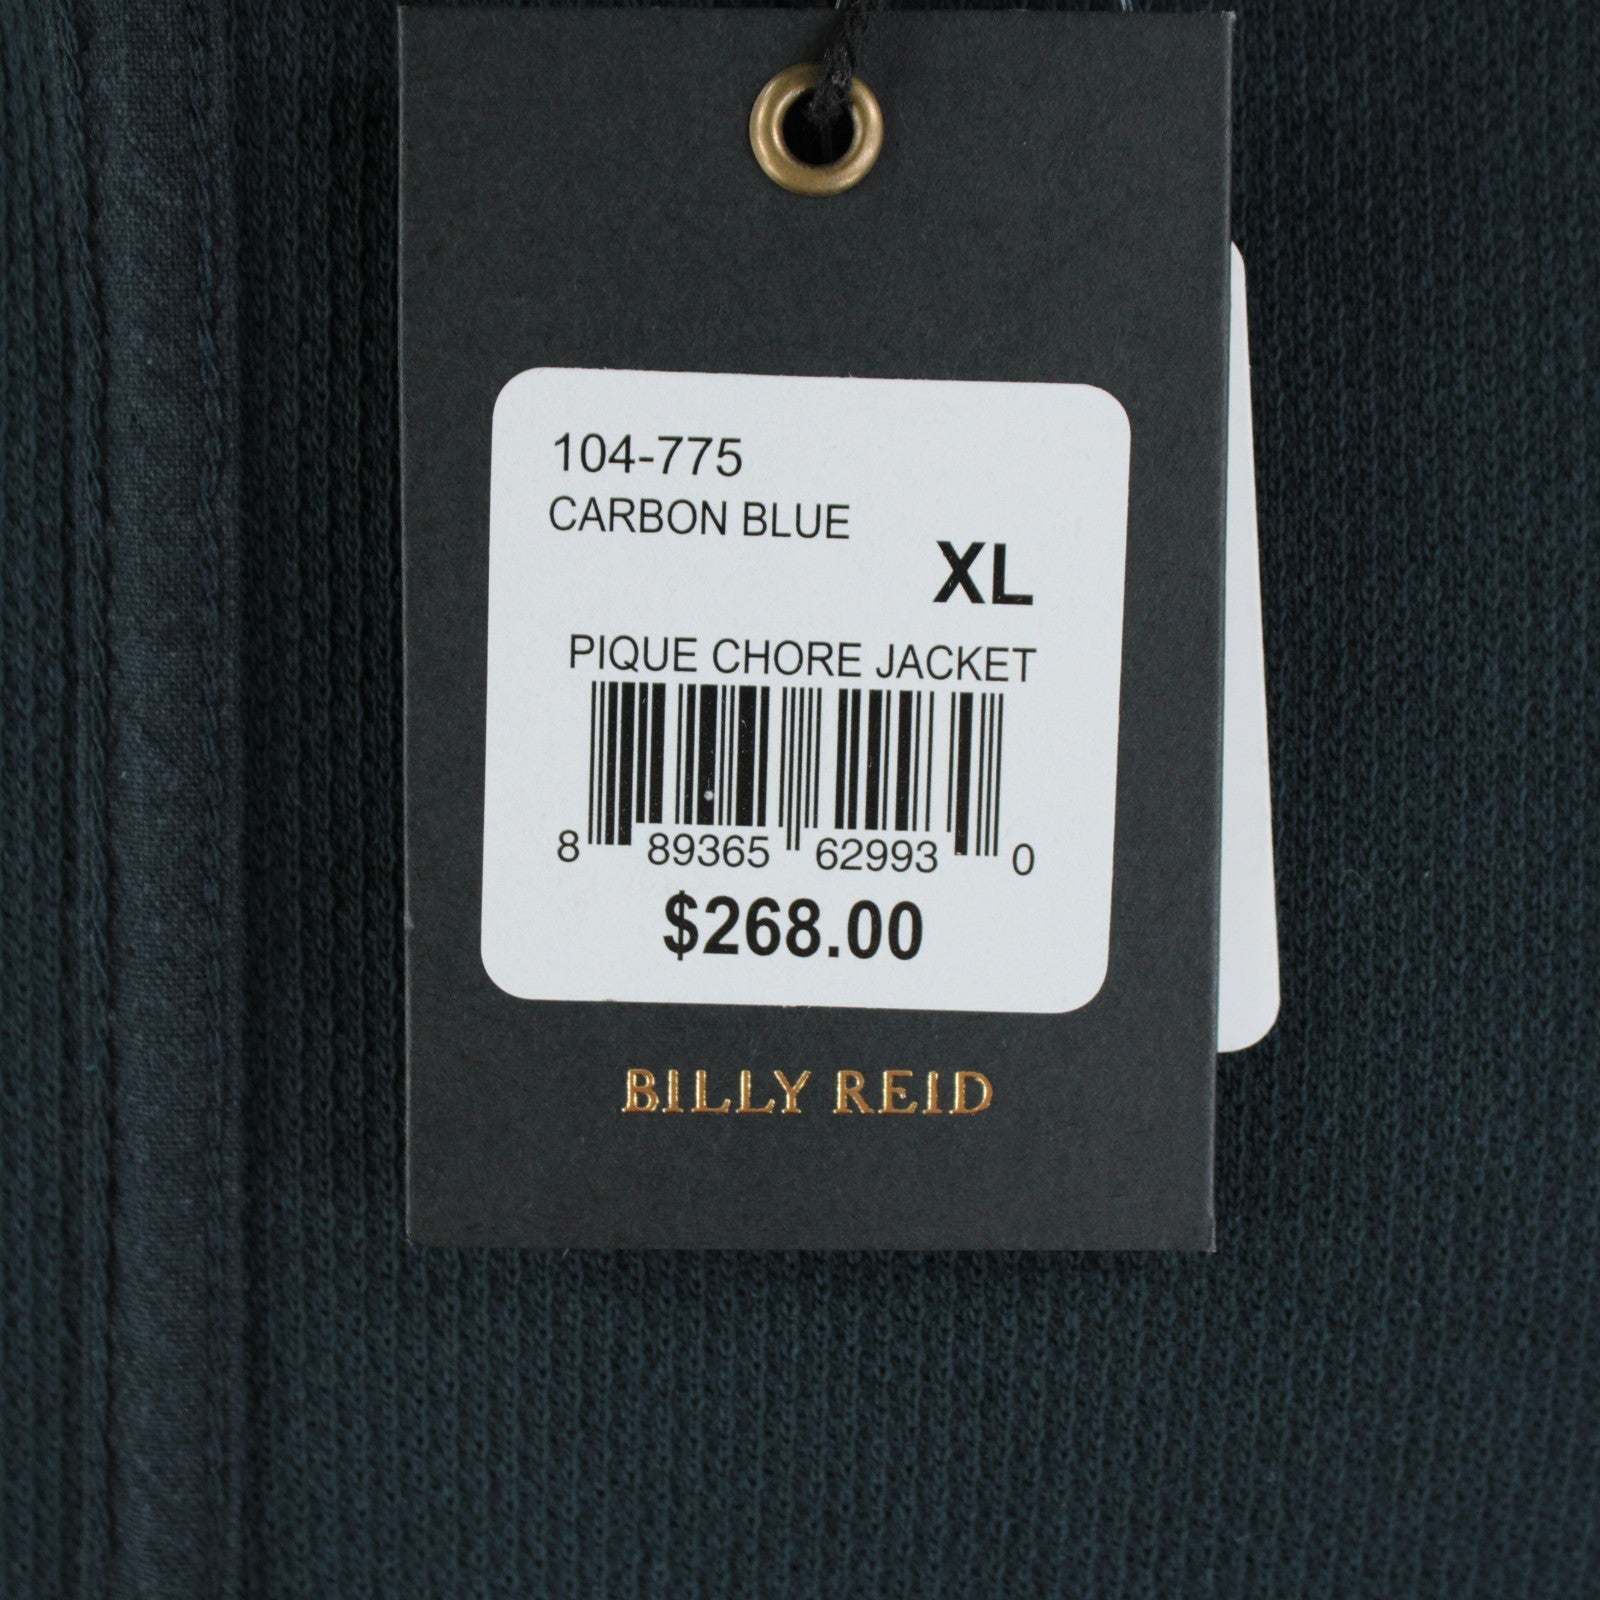 104-775
CARBON BLUE
XL
PIQUE CHORE JACKET
8 89365 62993 0
$268.00
BILLY REID